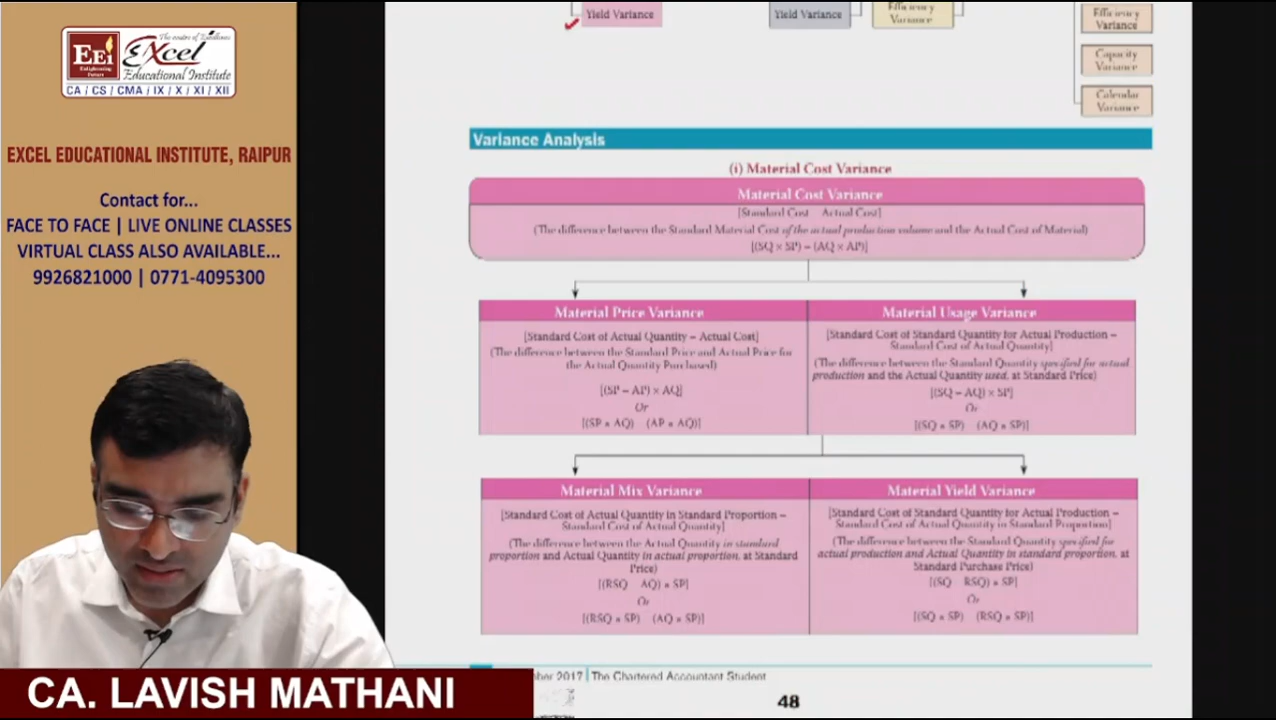 The centre of Excellence
EEi
Enlightening Future
Excel
Educational Institute
CA / CS / CMA / IX / X / XI / XII
EXCEL EDUCATIONAL INSTITUTE, RAIPUR
Contact for...
FACE TO FACE | LIVE ONLINE CLASSES
VIRTUAL CLASS ALSO AVAILABLE...
9926821000 | 0771-4095300
CA. LAVISH MATHANI
Yield Variance
Yield Variance
Efficiency
Variance
Efficiency
Variance
Capacity
Variance
Calendar
Variance
Variance Analysis
(i) Material Cost Variance
Material Cost Variance
[Standard Cost Actual Cost]
(The difference between the Standard Material Cost of the actual production volume and the Actual Cost of Material)
[(SQ × SP) – (AQ × AP)]
Material Price Variance
[Standard Cost of Actual Quantity – Actual Cost]
(The difference between the Standard Price and Actual Price for
the Actual Quantity Purchased)
[(SP – AP) × AQ]
Or
[(SP × AQ) (AP × AQ)]
Material Usage Variance
[Standard Cost of Standard Quantity for Actual Production –
Standard Cost of Actual Quantity]
(The difference between the Standard Quantity specified for actual
production and the Actual Quantity used, at Standard Price)
[(SQ – AQ) × SP]
Or
[(SQ × SP) (AQ × SP)]
Material Mix Variance
[Standard Cost of Actual Quantity in Standard Proportion –
Standard Cost of Actual Quantity]
(The difference between the Actual Quantity in standard
proportion and Actual Quantity in actual proportion, at Standard
Price)
[(RSQ AQ) × SP]
Or
[(RSQ × SP) (AQ × SP)]
Material Yield Variance
[Standard Cost of Standard Quantity for Actual Production –
Standard Cost of Actual Quantity in Standard Proportion]
(The difference between the Standard Quantity specified for
actual production and Actual Quantity in standard proportion, at
Standard Purchase Price)
[(SQ RSQ) × SP]
Or
[(SQ × SP) (RSQ × SP)]
2017 | The Chartered Accountant Student
48